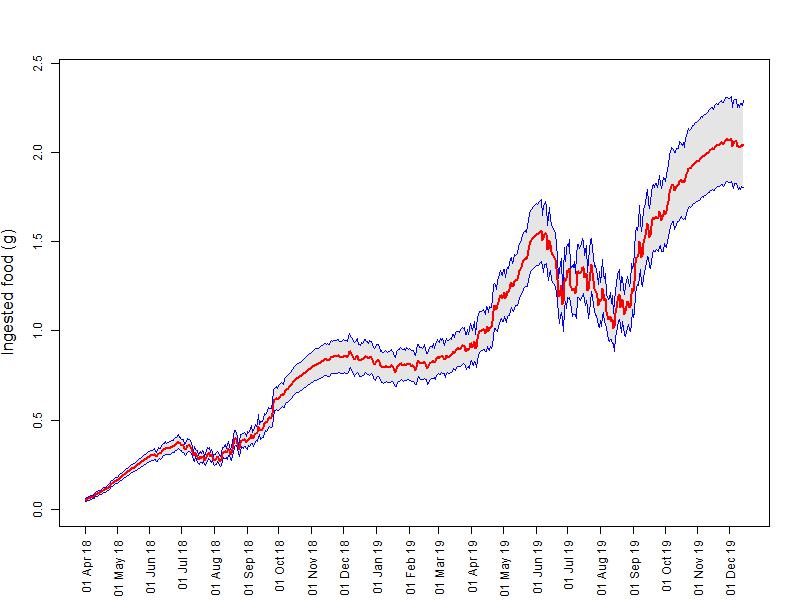 Ingested food (g)
2.5
2.0
1.5
1.0
0.5
0.0
01 Apr 18
01 May 18
01 Jun 18
01 Jul 18
01 Aug 18
01 Sep 18
01 Oct 18
01 Nov 18
01 Dec 18
01 Jan 19
01 Feb 19
01 Mar 19
01 Apr 19
01 May 19
01 Jun 19
01 Jul 19
01 Aug 19
01 Sep 19
01 Oct 19
01 Nov 19
01 Dec 19